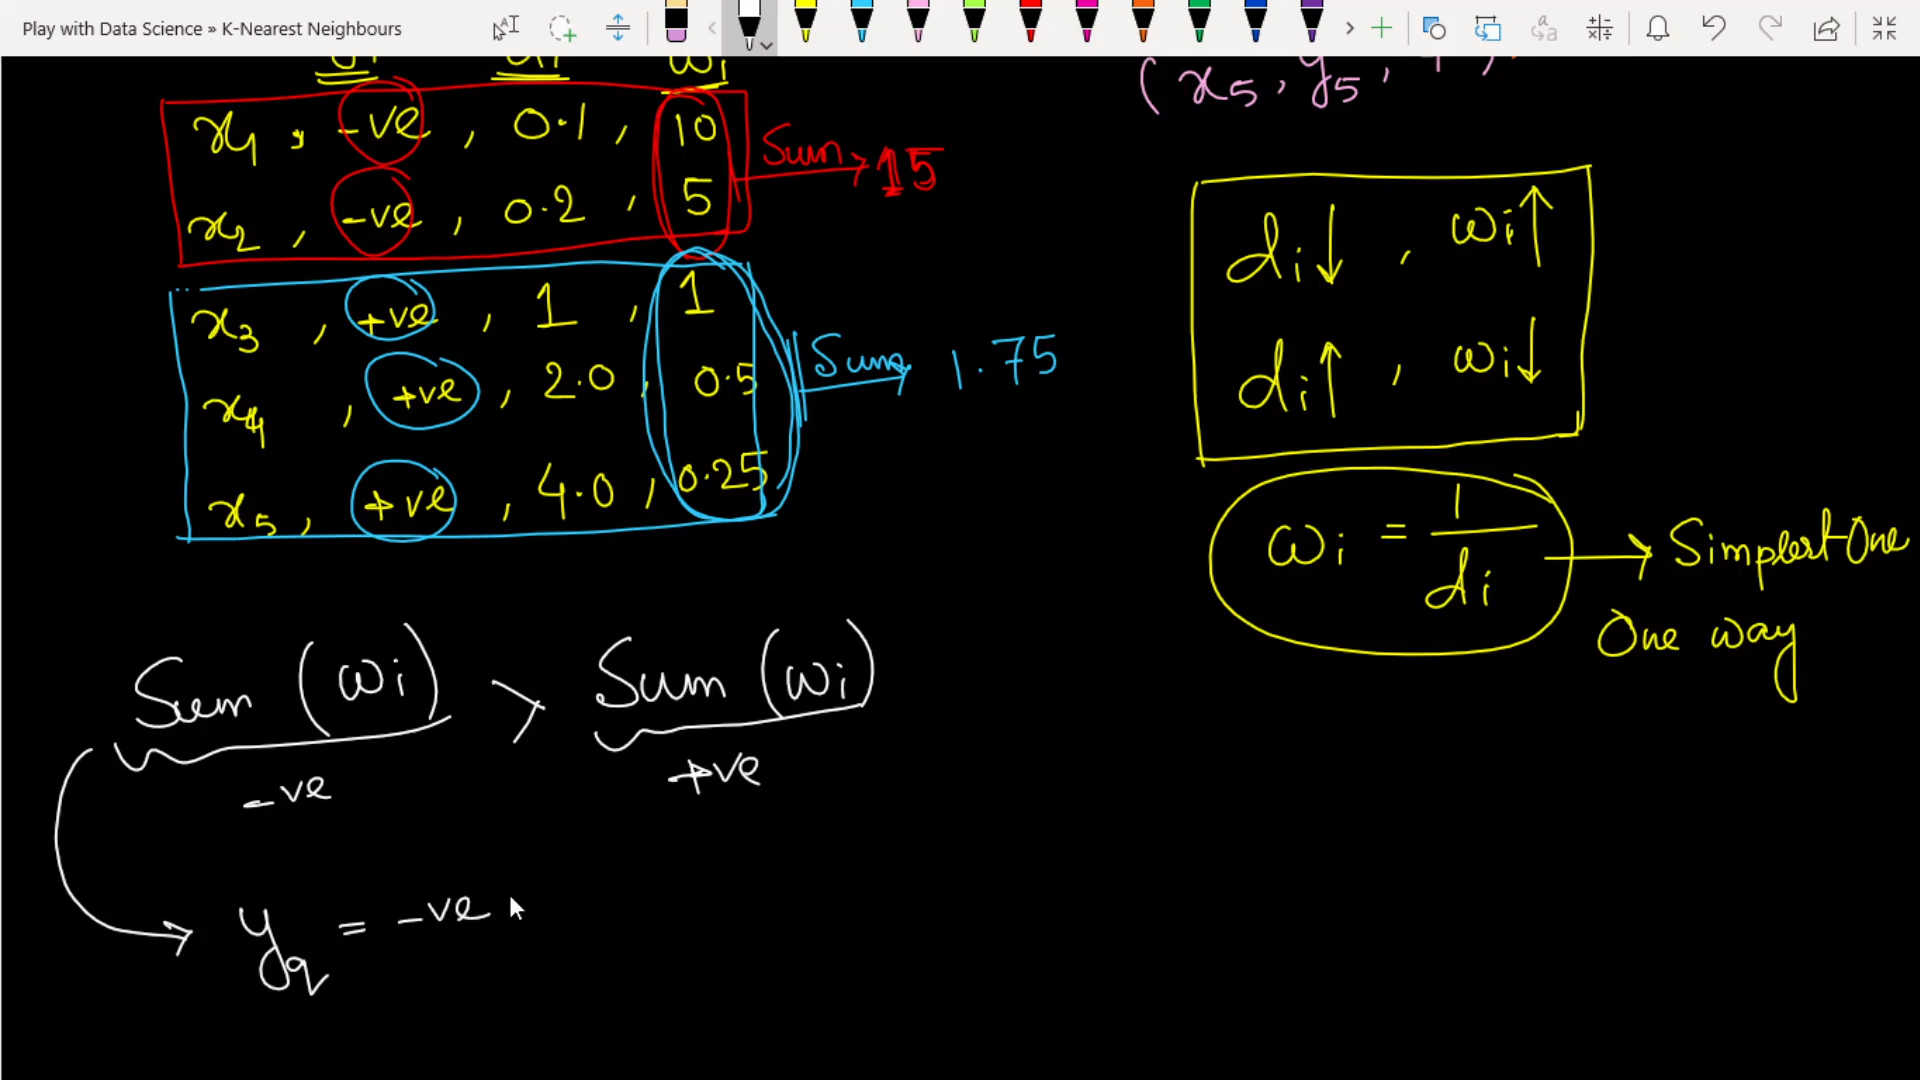 Play with Data Science » K-Nearest Neighbours
wi
(x5, y5,
x1, -ve, 0.1, 10
Sum → 15
x2, -ve, 0.2, 5
x3, +ve, 1, 1
x4, +ve, 2.0, 0.5
Sum → 1.75
x5, +ve, 4.0, 0.25
di↓, wi↑
di↑, wi↓
wi = 1/di → Simplest One
One way
Sum (wi) > Sum (wi)
-ve +ve
yq = -ve